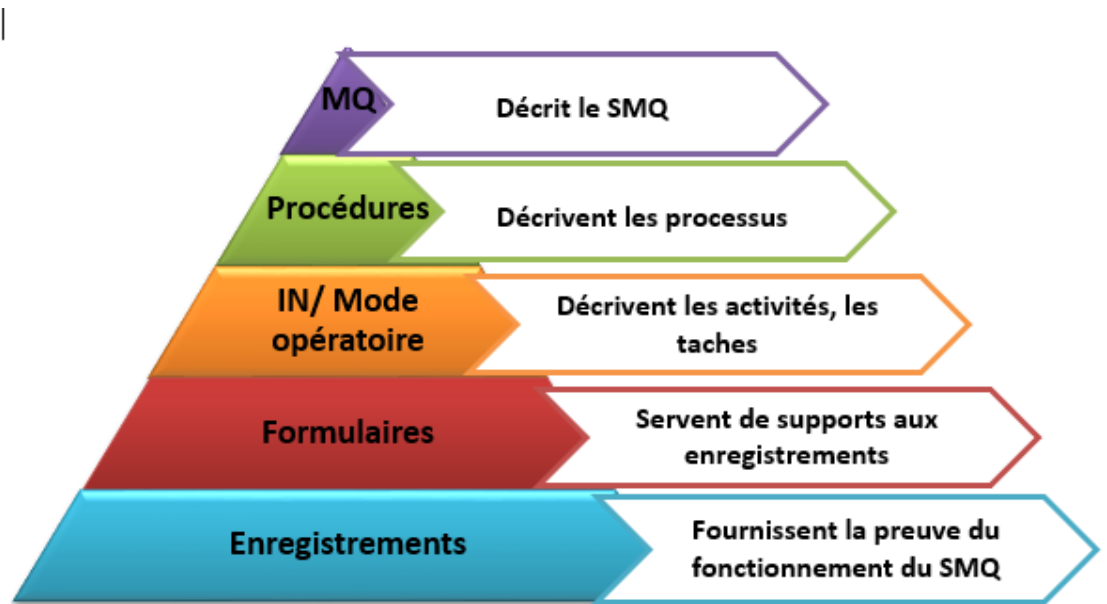 MQ
Décrit le SMQ
Procédures
Décrivent les processus
IN/ Mode
opératoire
Décrivent les activités, les
taches
Formulaires
Servent de supports aux
enregistrements
Enregistrements
Fournissent la preuve du
fonctionnement du SMQ